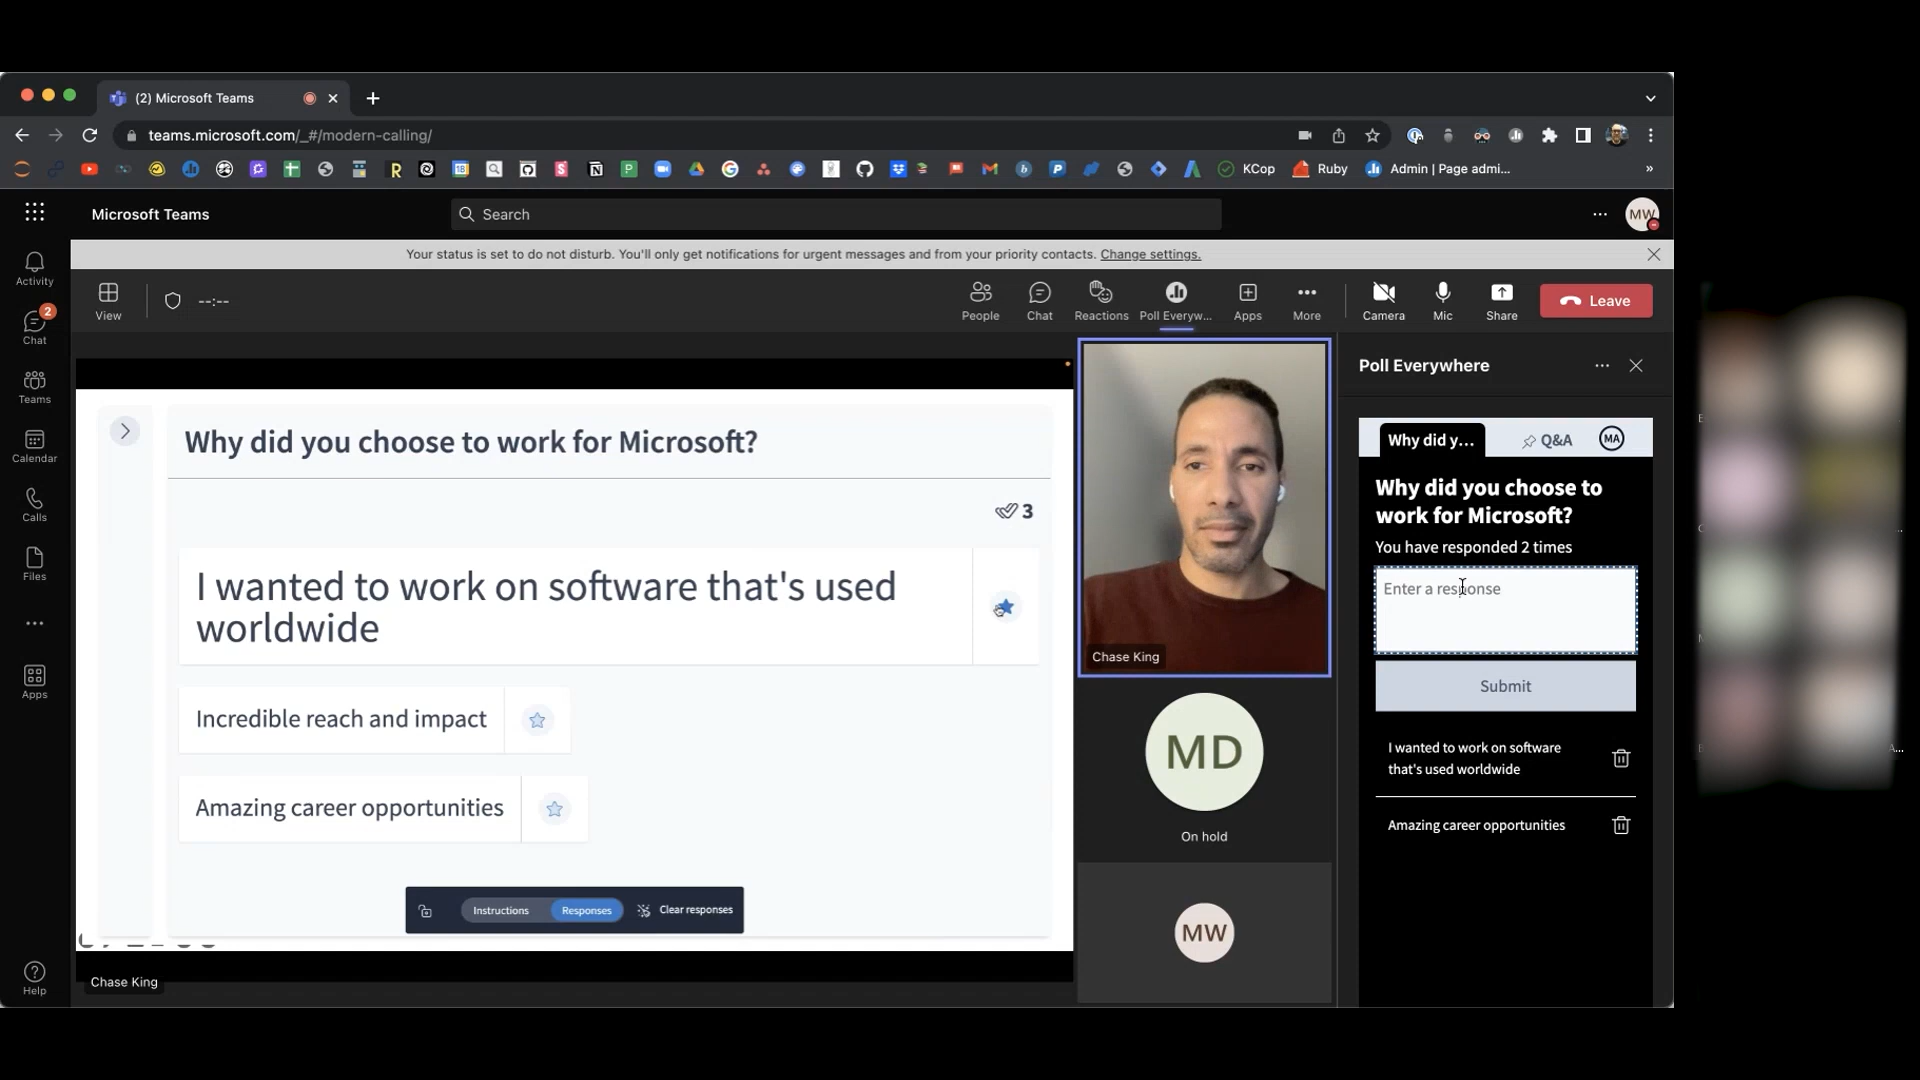 (2) Microsoft Teams
teams.microsoft.com/_#/modern-calling/
KCop
Ruby
Admin | Page admi...
Microsoft Teams
Search
MW
Your status is set to do not disturb. You'll only get notifications for urgent messages and from your priority contacts. Change settings.
Activity
2
Chat
Teams
Calendar
Calls
Files
Apps
Help
View
--:--
People
Chat
Reactions
Poll Everyw...
Apps
More
Camera
Mic
Share
Leave
Why did you choose to work for Microsoft?
3
I wanted to work on software that's used
worldwide
Incredible reach and impact
Amazing career opportunities
Instructions
Responses
Clear responses
Chase King
Chase King
MD
On hold
MW
Poll Everywhere
Why did y...
Q&A
MA
Why did you choose to
work for Microsoft?
You have responded 2 times
Enter a response
Submit
I wanted to work on software
that's used worldwide
Amazing career opportunities